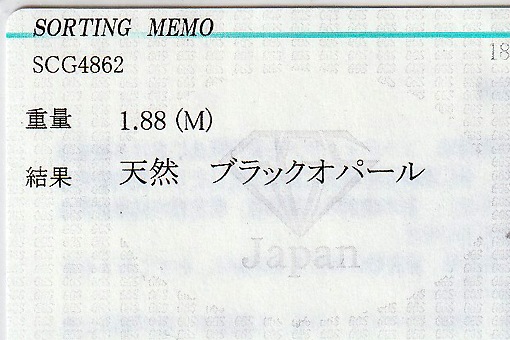 SORTING MEMO
18
SCG4862
重量 1.88 (M)
結果 天然 ブラックオパール
Japan